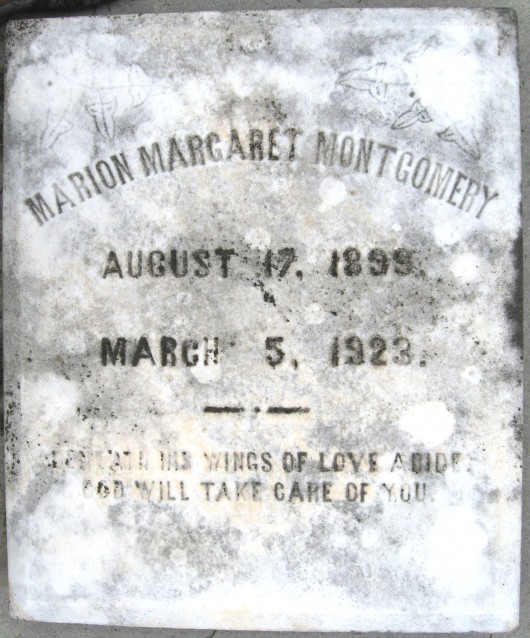 MARION MARGARET MONTGOMERY
AUGUST 17, 1899.
MARCH 5, 1923.
BENEATH HIS WINGS OF LOVE ABIDE
GOD WILL TAKE CARE OF YOU.